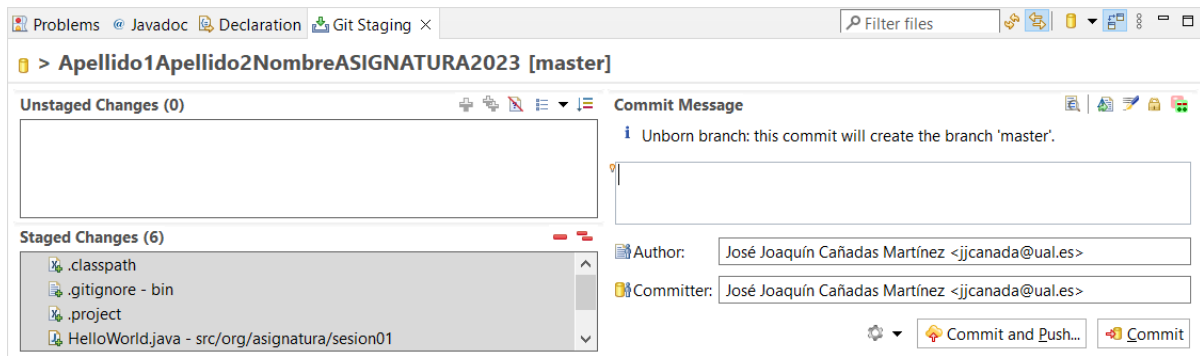 Problems @ Javadoc Declaration Git Staging Filter files
> Apellido1Apellido2NombreASIGNATURA2023 [master]
Unstaged Changes (0)
Staged Changes (6)
.classpath
.gitignore - bin
.project
HelloWorld.java - src/org/asignatura/sesion01
Commit Message
Unborn branch: this commit will create the branch 'master'.
Author: José Joaquín Cañadas Martínez <jjcanada@ual.es>
Committer: José Joaquín Cañadas Martínez <jjcanada@ual.es>
Commit and Push... Commit